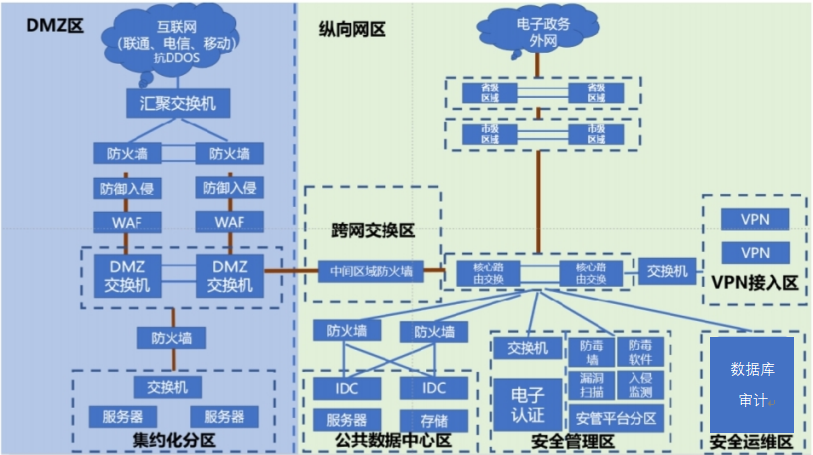 DMZ区
互联网
(联通、电信、移动)
抗DDOS
汇聚交换机
防火墙
防火墙
防御入侵
防御入侵
WAF
WAF
DMZ
交换机
DMZ
交换机
防火墙
交换机
服务器
服务器
集约化分区
纵向网区
电子政务
外网
省级
区域
省级
区域
市级
区域
市级
区域
跨网交换区
中间区域防火墙
核心路
由交换
核心路
由交换
交换机
VPN
VPN
VPN接入区
防火墙
防火墙
IDC
IDC
服务器
存储
公共数据中心区
交换机
电子
认证
防毒
墙
防毒
软件
漏洞
扫描
入侵
监测
安管平台分区
安全管理区
数据库
审计
安全运维区